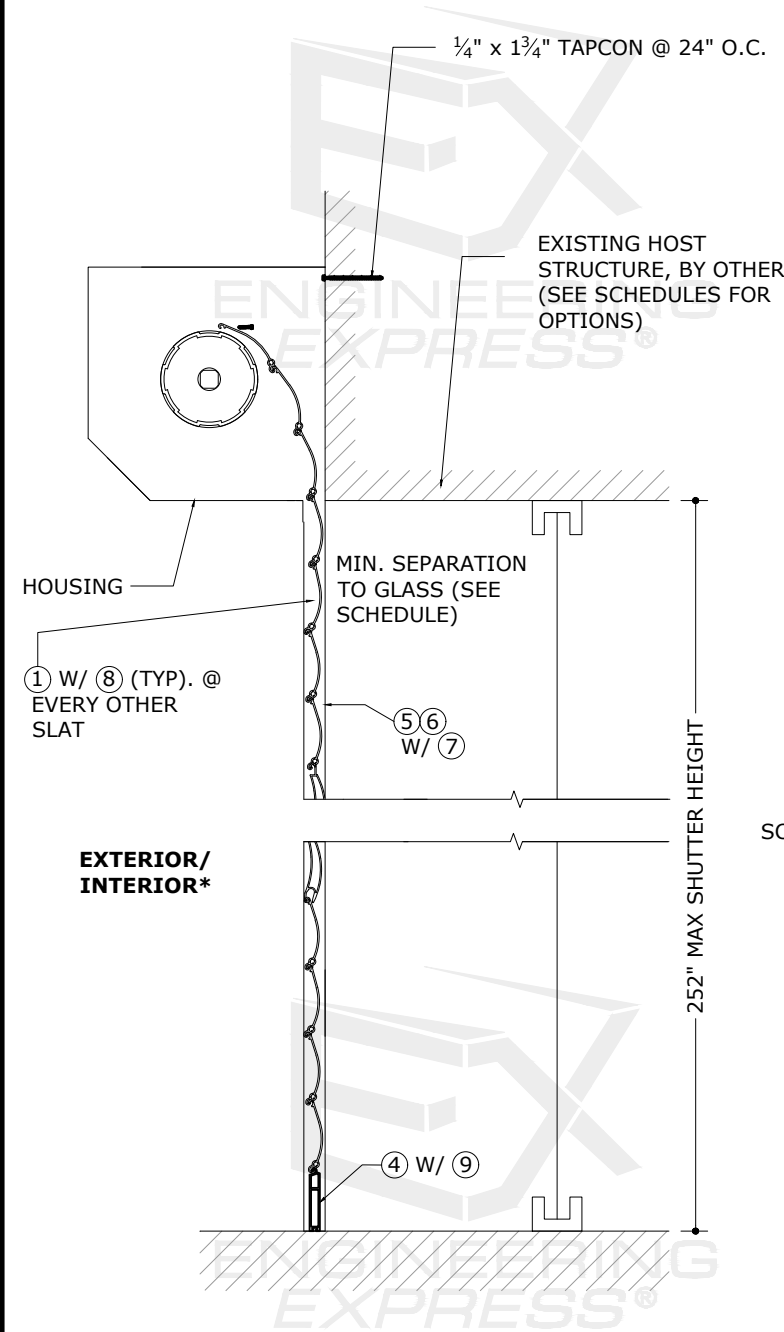 ¼" x 1¾" TAPCON @ 24" O.C.
EXISTING HOST
STRUCTURE, BY OTHER
(SEE SCHEDULES FOR
OPTIONS)
ENGINEERING
EXPRESS®
HOUSING
MIN. SEPARATION
TO GLASS (SEE
SCHEDULE)
① W/ ⑧ (TYP). @
EVERY OTHER
SLAT
⑤⑥
W/ ⑦
252" MAX SHUTTER HEIGHT
EXTERIOR/
INTERIOR*
④ W/ ⑨
ENGINEERING
EXPRESS®